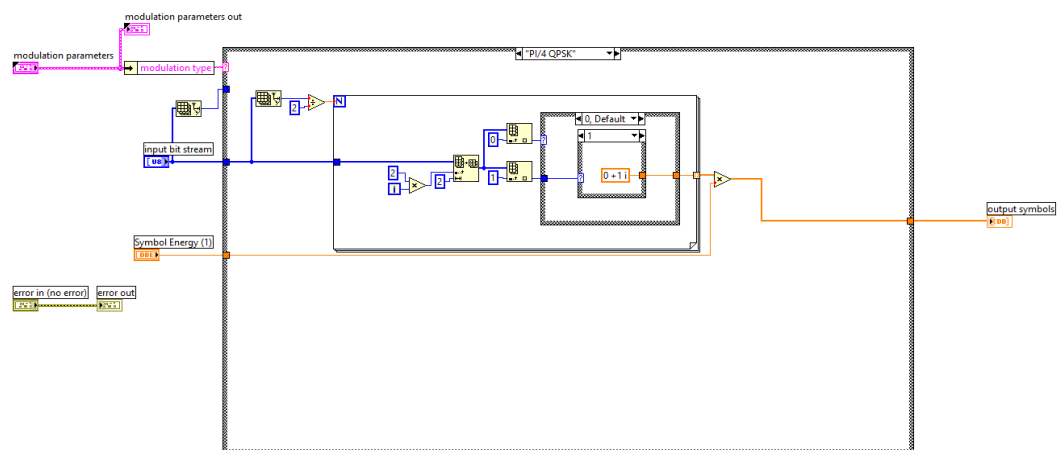 modulation parameters out
modulation parameters
modulation type
"PI/4 QPSK"
input bit stream
U8
2
N
0, Default
1
0
1
2
i
2
0 +1 i
output symbols
DBL
Symbol Energy (1)
DBL
error in (no error)
error out